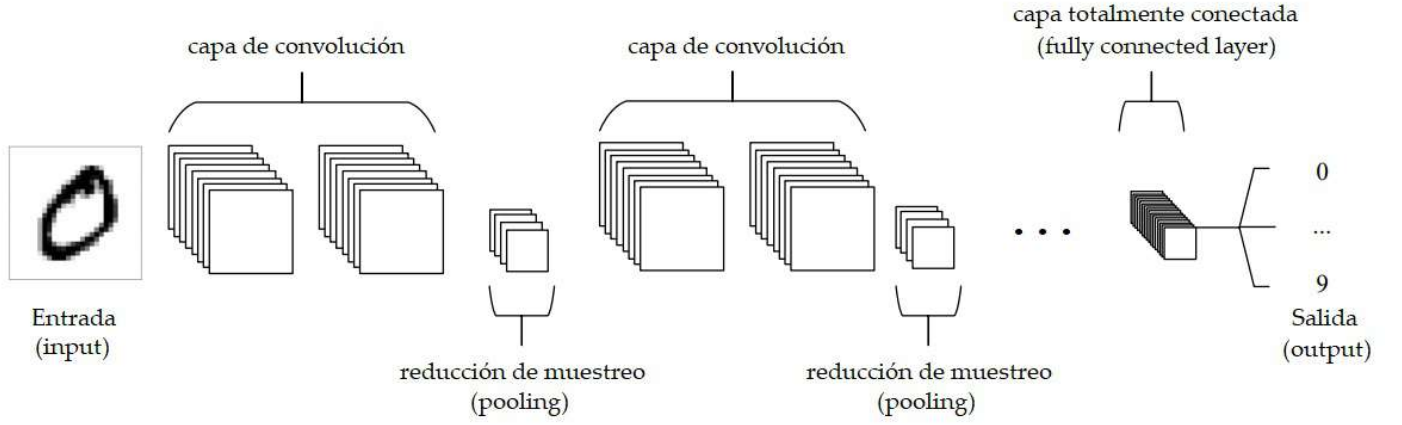 capa de convolución
capa de convolución
capa totalmente conectada
(fully connected layer)
Entrada
(input)
reducción de muestreo
(pooling)
reducción de muestreo
(pooling)
0
...
9
Salida
(output)